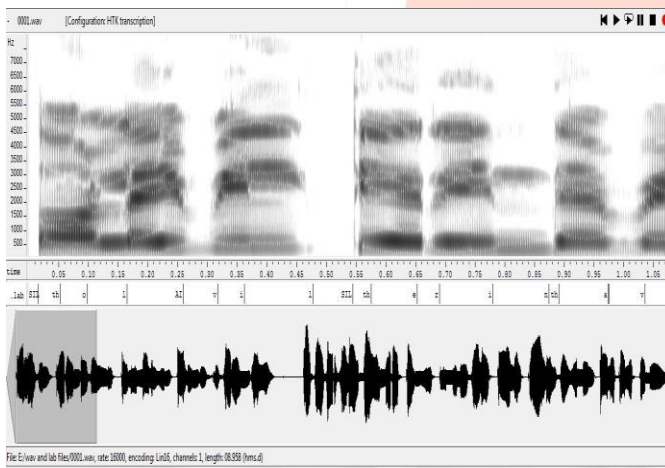 0001.wav [Configuration: HTK transcription]
Hz
7000
6500
6000
5500
5000
4500
4000
3500
3000
2500
2000
1500
1000
500
time 0.05 0.10 0.15 0.20 0.25 0.30 0.35 0.40 0.45 0.50 0.55 0.60 0.65 0.70 0.75 0.80 0.85 0.90 0.95 1.00 1.05
.lab SIL th o l AI v i l SIL th e r i n th a v
File: E:/wav and lab files/0001.wav, rate: 16000, encoding: Lin16, channels: 1, length: 08.958 (hms.d)